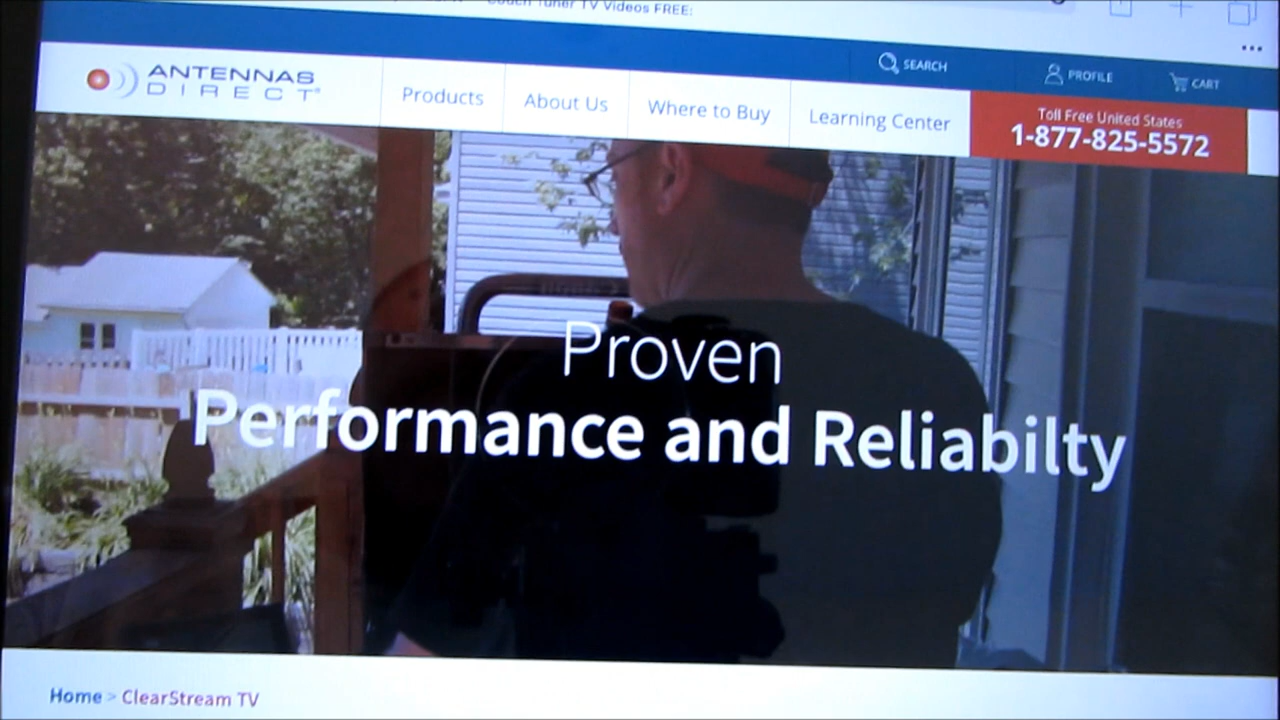 Couch Tuner TV Videos FREE:
SEARCH
PROFILE
CART
ANTENNAS
DIRECT
Products
About Us
Where to Buy
Learning Center
Toll Free United States
1-877-825-5572
Proven
Performance and Reliabilty
Home > ClearStream TV